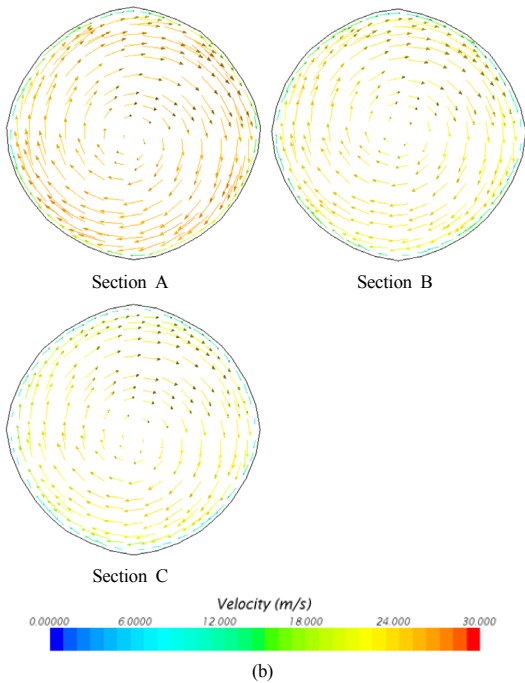 Section A
Section B
Section C
Velocity (m/s)
0.00000 6.0000 12.000 18.000 24.000 30.000
(b)